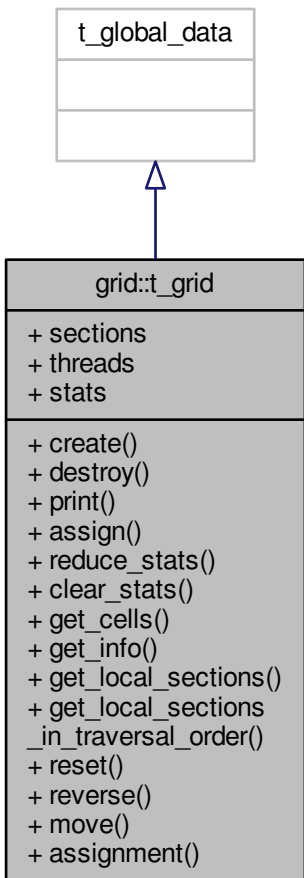 t_global_data
grid::t_grid
+ sections
+ threads
+ stats
+ create()
+ destroy()
+ print()
+ assign()
+ reduce_stats()
+ clear_stats()
+ get_cells()
+ get_info()
+ get_local_sections()
+ get_local_sections
_in_traversal_order()
+ reset()
+ reverse()
+ move()
+ assignment()